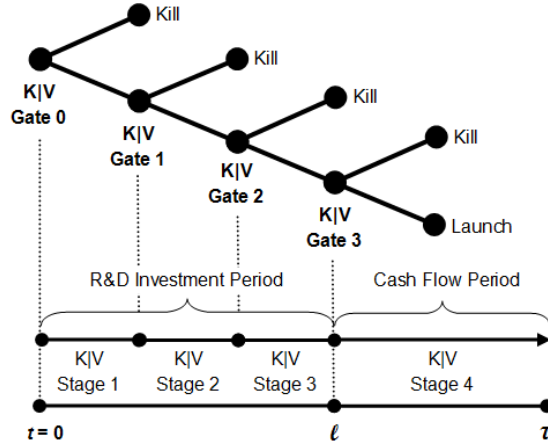 Kill
Kill
K|V
Gate 0
Kill
K|V
Gate 1
Kill
K|V
Gate 2
K|V
Gate 3
Launch
R&D Investment Period
Cash Flow Period
K|V
Stage 1
K|V
Stage 2
K|V
Stage 3
K|V
Stage 4
t = 0
ℓ
τ